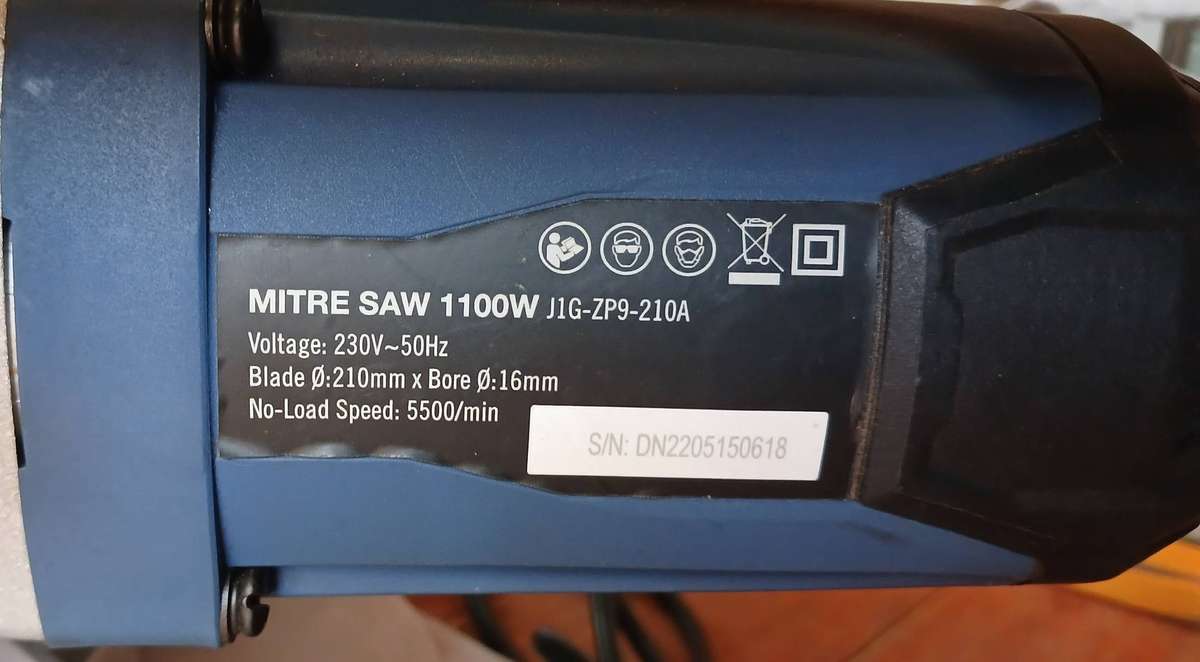 MITRE SAW 1100W J1G-ZP9-210A
Voltage: 230V~50Hz
Blade Ø:210mm x Bore Ø:16mm
No-Load Speed: 5500/min
S/N: DN2205150618